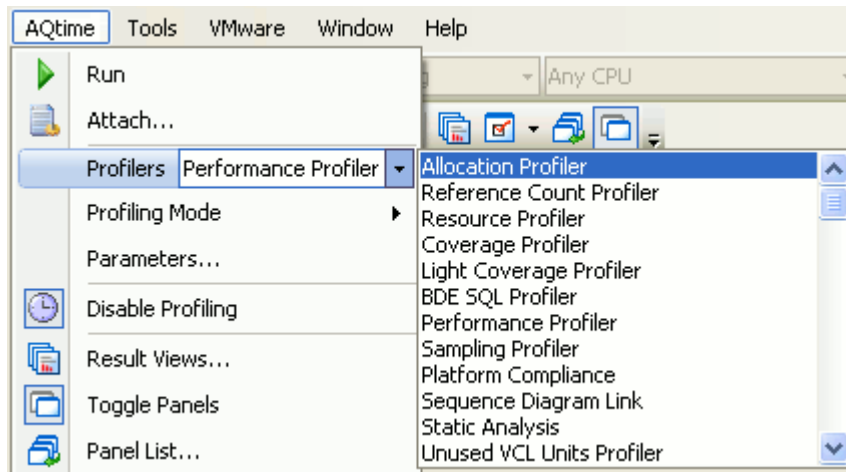 AQtime Tools VMware Window Help
Run
Any CPU
Attach...
Profilers Performance Profiler
Allocation Profiler
Reference Count Profiler
Resource Profiler
Coverage Profiler
Light Coverage Profiler
BDE SQL Profiler
Performance Profiler
Sampling Profiler
Platform Compliance
Sequence Diagram Link
Static Analysis
Unused VCL Units Profiler
Profiling Mode
Parameters...
Disable Profiling
Result Views...
Toggle Panels
Panel List...